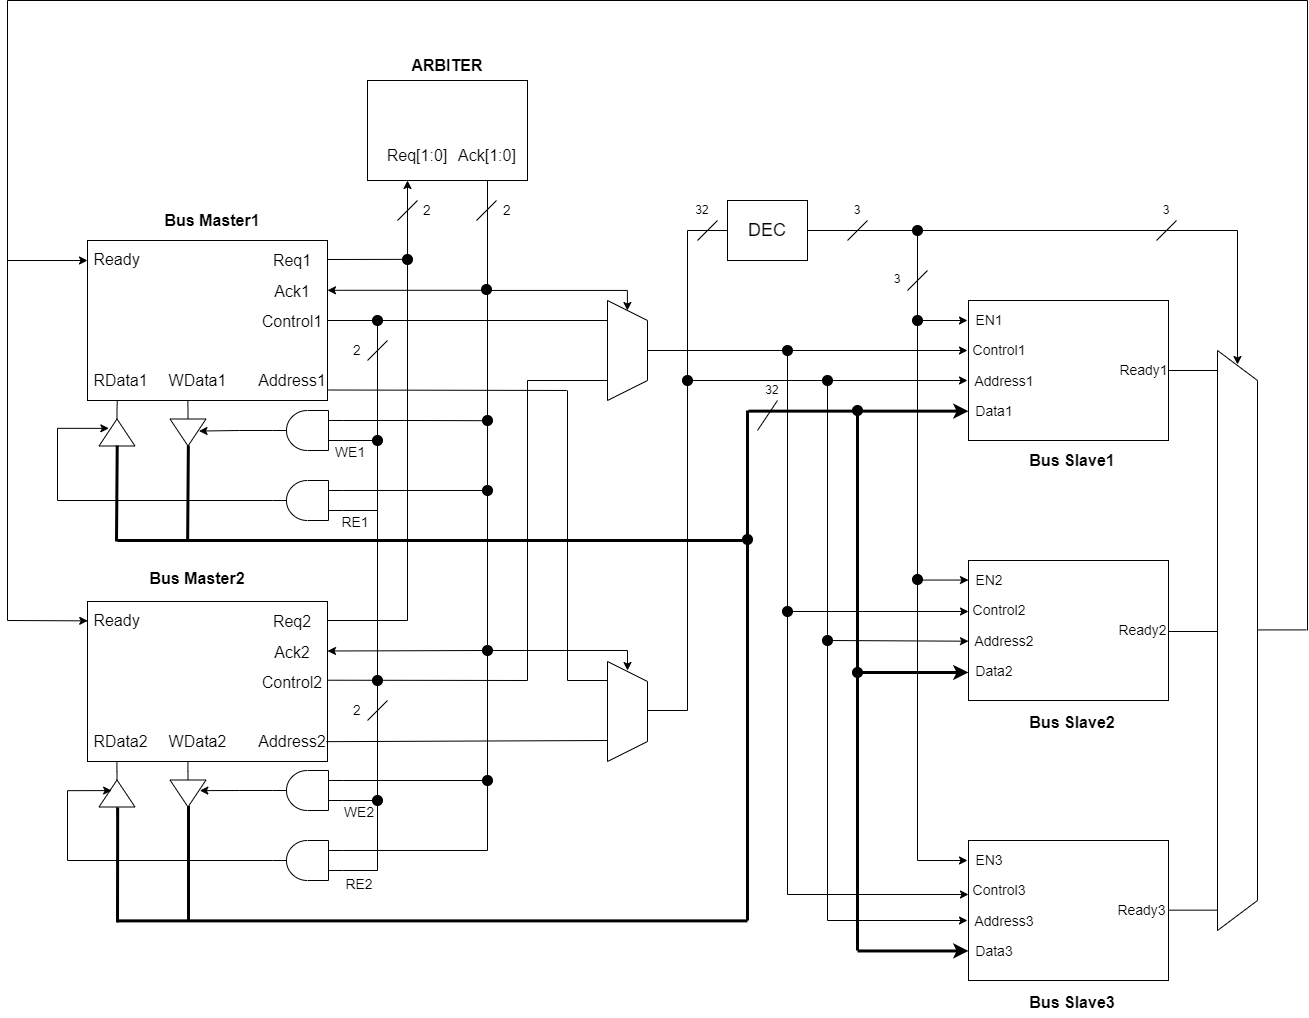 ARBITER
Req[1:0] Ack[1:0]
2 2
Bus Master1
Ready Req1
Ack1
Control1
2
RData1 WData1 Address1
WE1
RE1
Bus Master2
Ready Req2
Ack2
Control2
2
RData2 WData2 Address2
WE2
RE2
32 DEC 3 3
3
32
EN1
Control1
Ready1
Address1
Data1
Bus Slave1
EN2
Control2
Ready2
Address2
Data2
Bus Slave2
EN3
Control3
Ready3
Address3
Data3
Bus Slave3